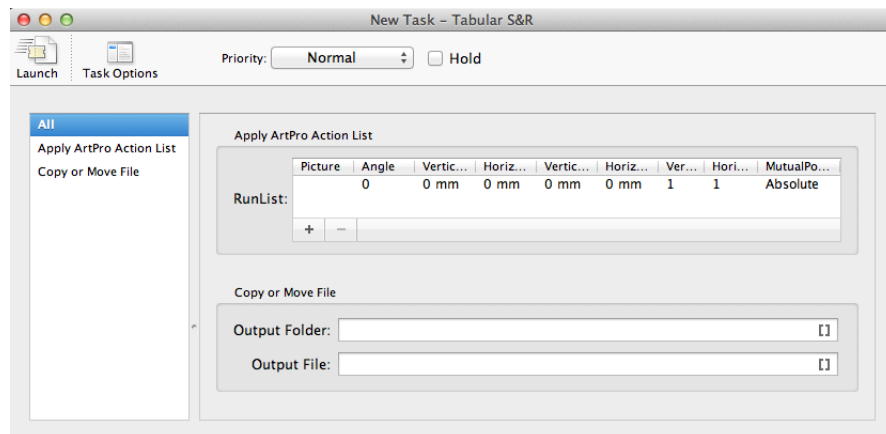 New Task - Tabular S&R
Launch Task Options Priority: Normal Hold
All
Apply ArtPro Action List
Copy or Move File
Apply ArtPro Action List
Picture Angle Vertic... Horiz... Vertic... Horiz... Ver... Hori... MutualPo...
0 0 mm 0 mm 0 mm 0 mm 1 1 Absolute
RunList:
+ −
Copy or Move File
Output Folder: []
Output File: []